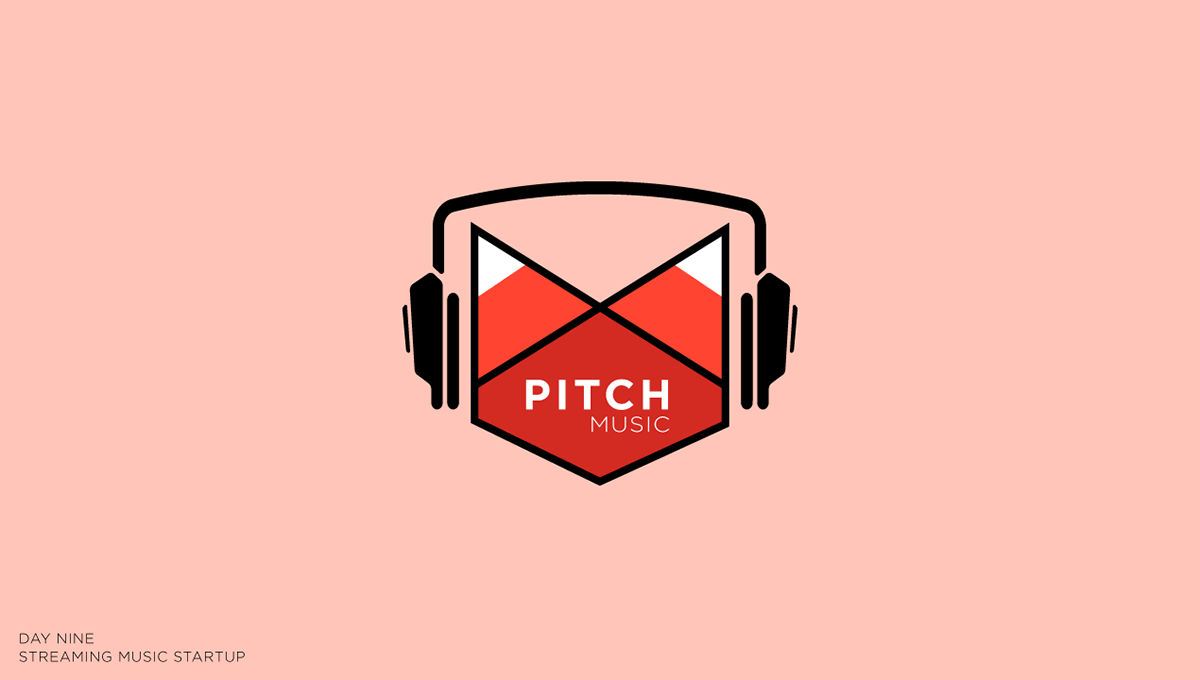 PITCH
MUSIC
DAY NINE
STREAMING MUSIC STARTUP